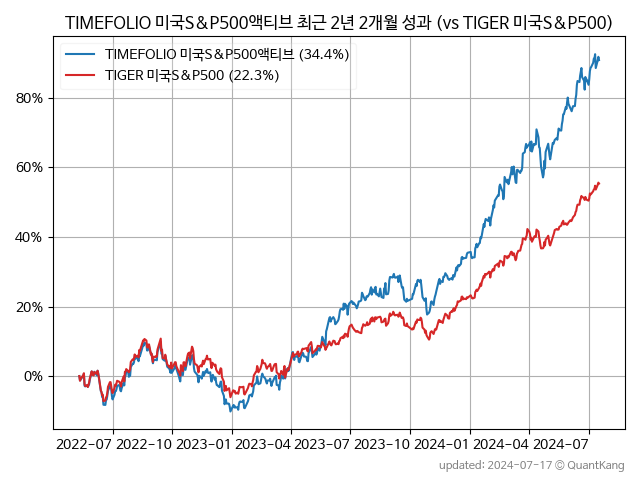 TIMEFOLIO 미국S&P500액티브 최근 2년 2개월 성과 (vs TIGER 미국S&P500)
TIMEFOLIO 미국S&P500액티브 (34.4%)
TIGER 미국S&P500 (22.3%)
80%
60%
40%
20%
0%
2022-07 2022-10 2023-01 2023-04 2023-07 2023-10 2024-01 2024-04 2024-07
updated: 2024-07-17 © QuantKang